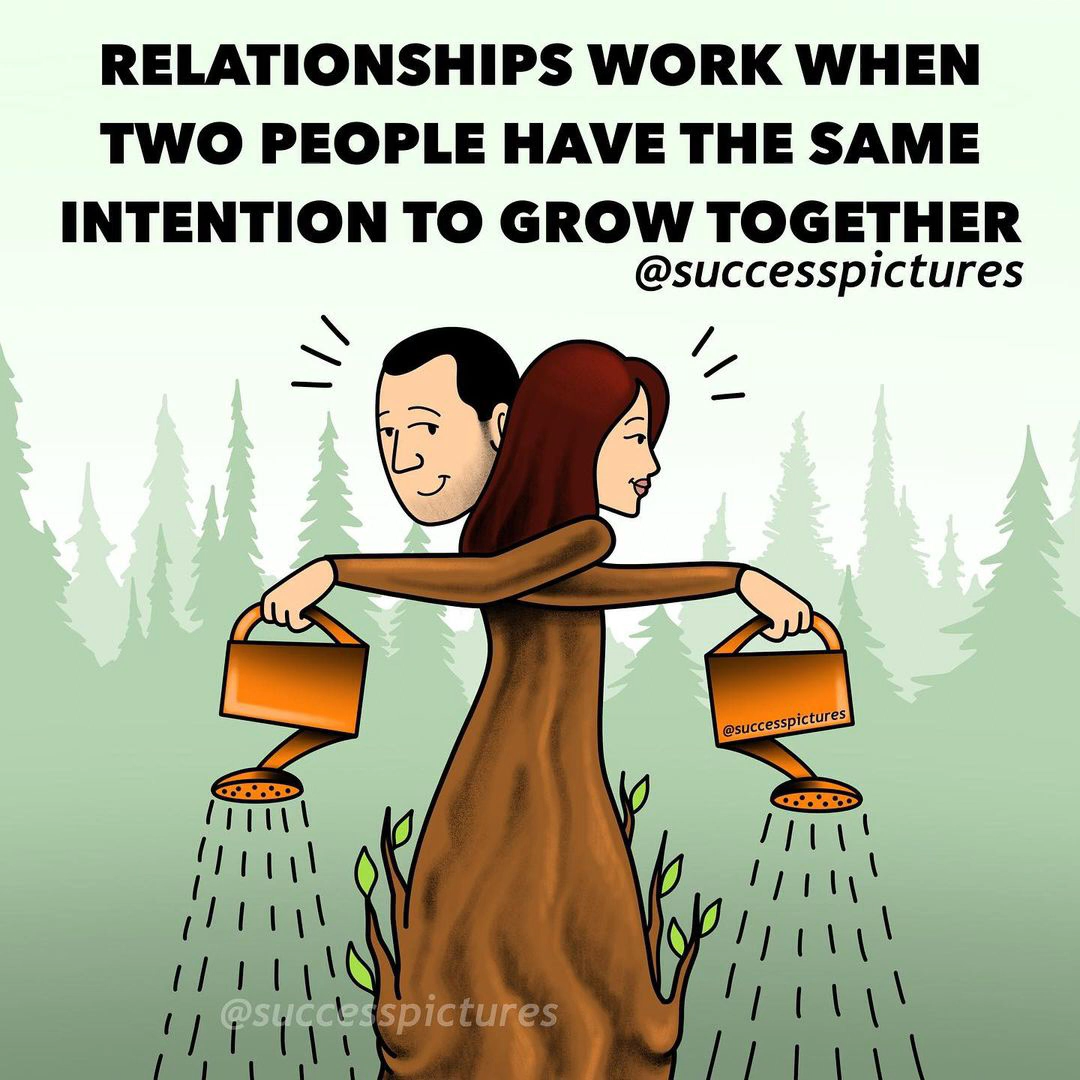 RELATIONSHIPS WORK WHEN
TWO PEOPLE HAVE THE SAME
INTENTION TO GROW TOGETHER
@successpictures
@successpictures
@successpictures